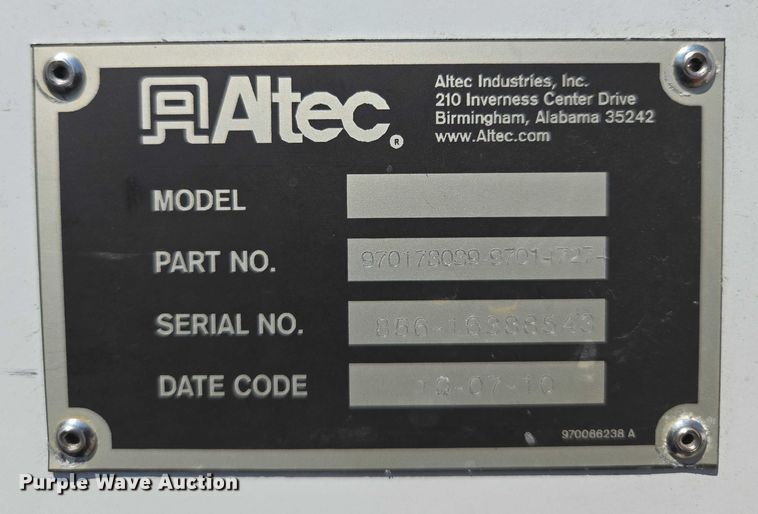 Altec®
Altec Industries, Inc.
210 Inverness Center Drive
Birmingham, Alabama 35242
www.Altec.com
MODEL
PART NO.
SERIAL NO.
DATE CODE
970086238 A
Purple Wave Auction